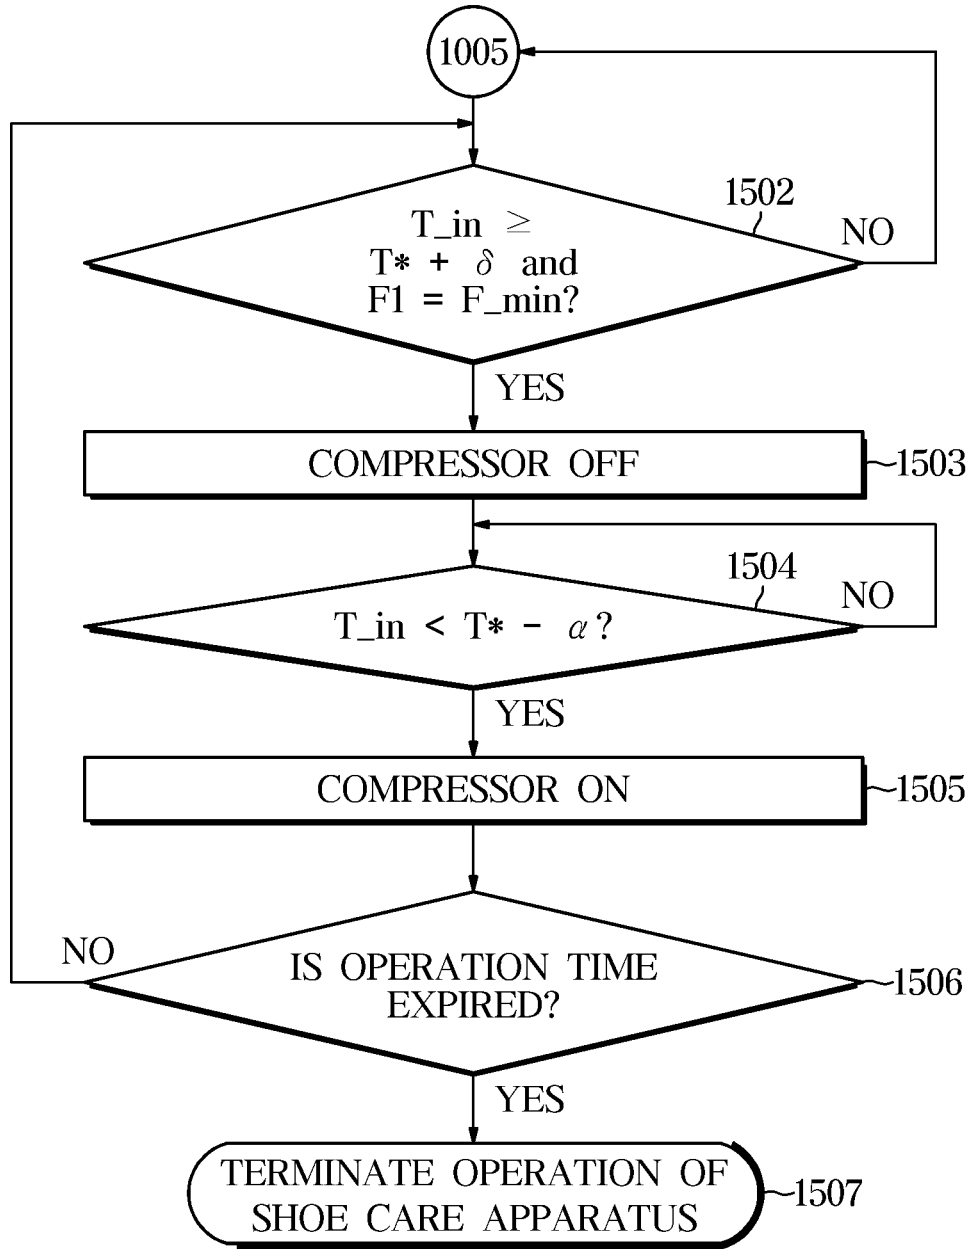 1005
1502
T_in ≥
T* + δ and
F1 = F_min?
NO
YES
COMPRESSOR OFF
1503
1504
T_in < T* - α?
NO
YES
COMPRESSOR ON
1505
NO
IS OPERATION TIME
EXPIRED?
1506
YES
TERMINATE OPERATION OF
SHOE CARE APPARATUS
1507